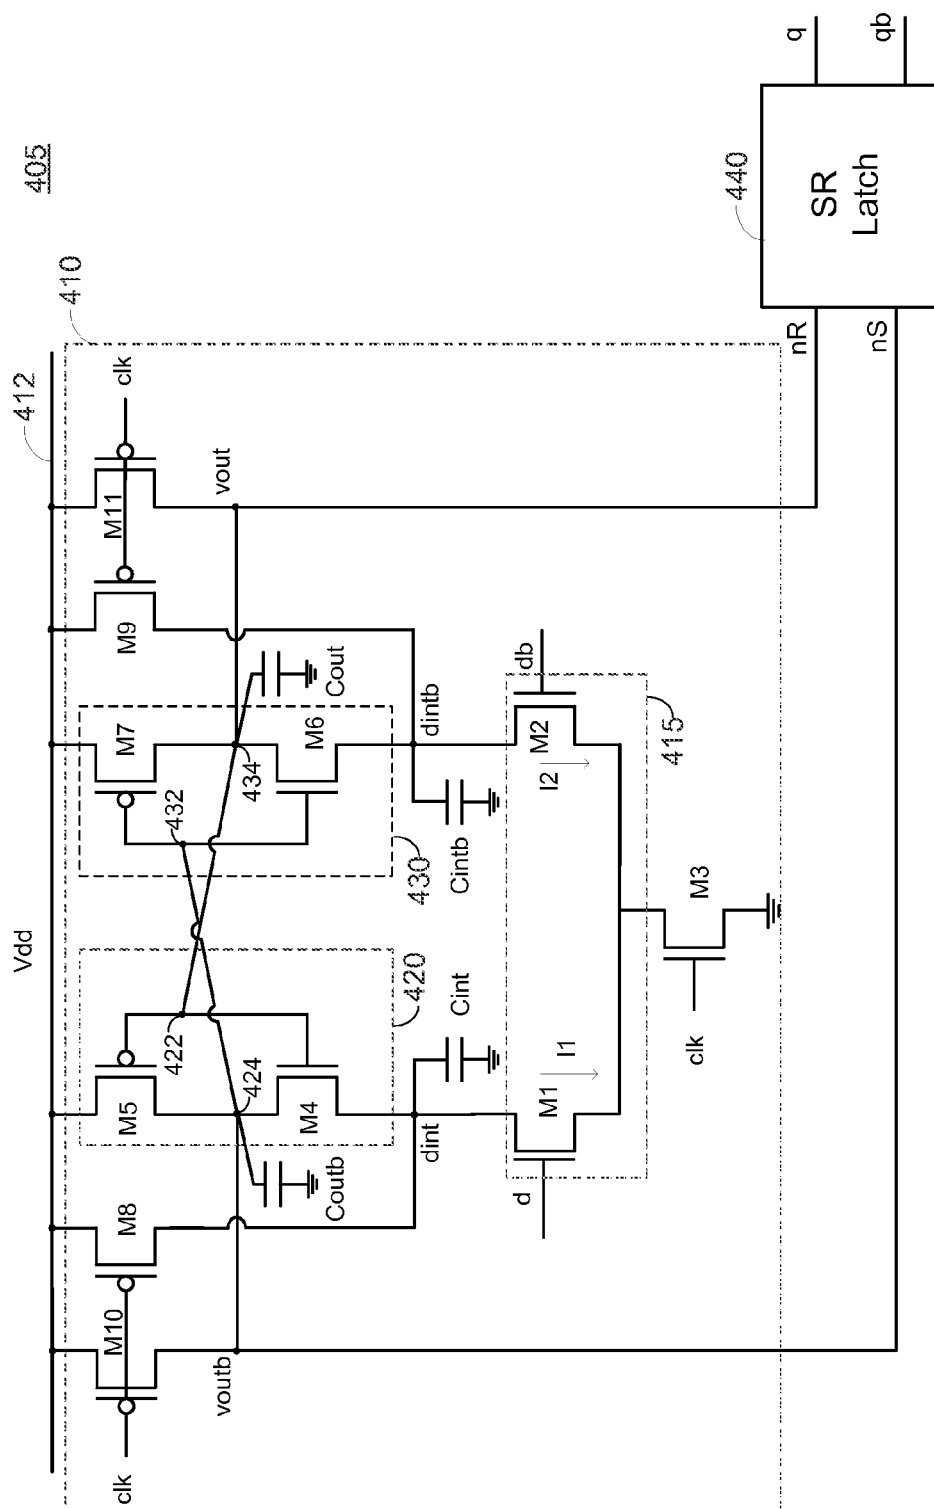 405
410
412
Vdd
clk
M10
M8
M5
M7
M9
M11
clk
422
432
voutb
424
434
vout
Coutb
M4
M6
Cout
420
430
dint
Cint
Cintb
dintb
d
M1
I1
I2
M2
db
415
clk
M3
nR
nS
440
SR
Latch
q
qb